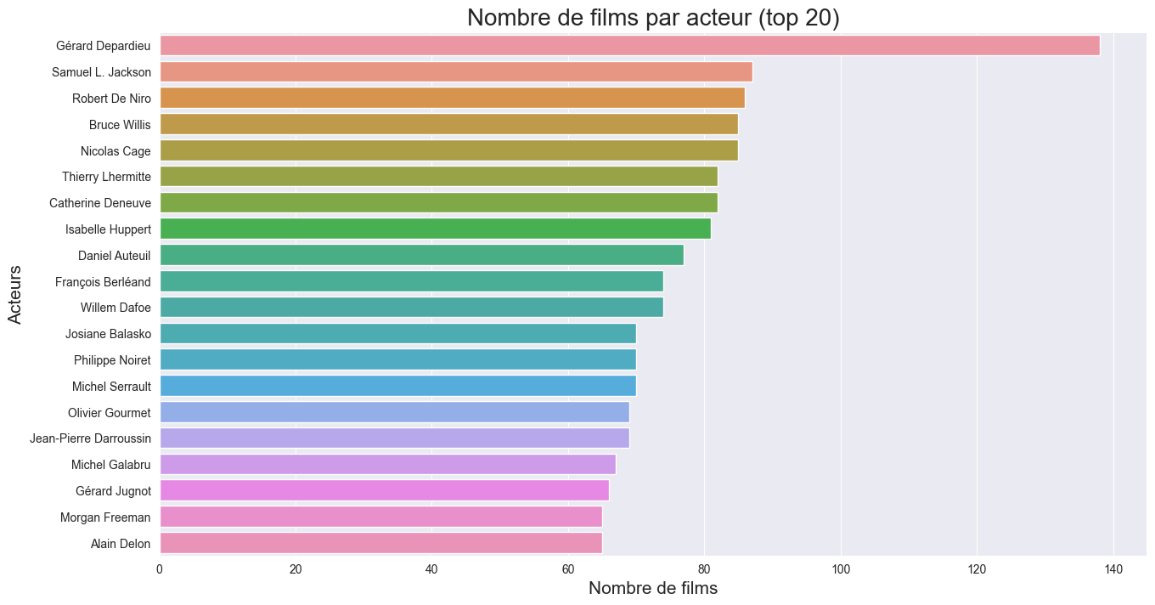 Nombre de films par acteur (top 20)
Gérard Depardieu
Samuel L. Jackson
Robert De Niro
Bruce Willis
Nicolas Cage
Thierry Lhermitte
Catherine Deneuve
Isabelle Huppert
Daniel Auteuil
François Berléand
Willem Dafoe
Josiane Balasko
Philippe Noiret
Michel Serrault
Olivier Gourmet
Jean-Pierre Darroussin
Michel Galabru
Gérard Jugnot
Morgan Freeman
Alain Delon
Acteurs
0 20 40 60 80 100 120 140
Nombre de films